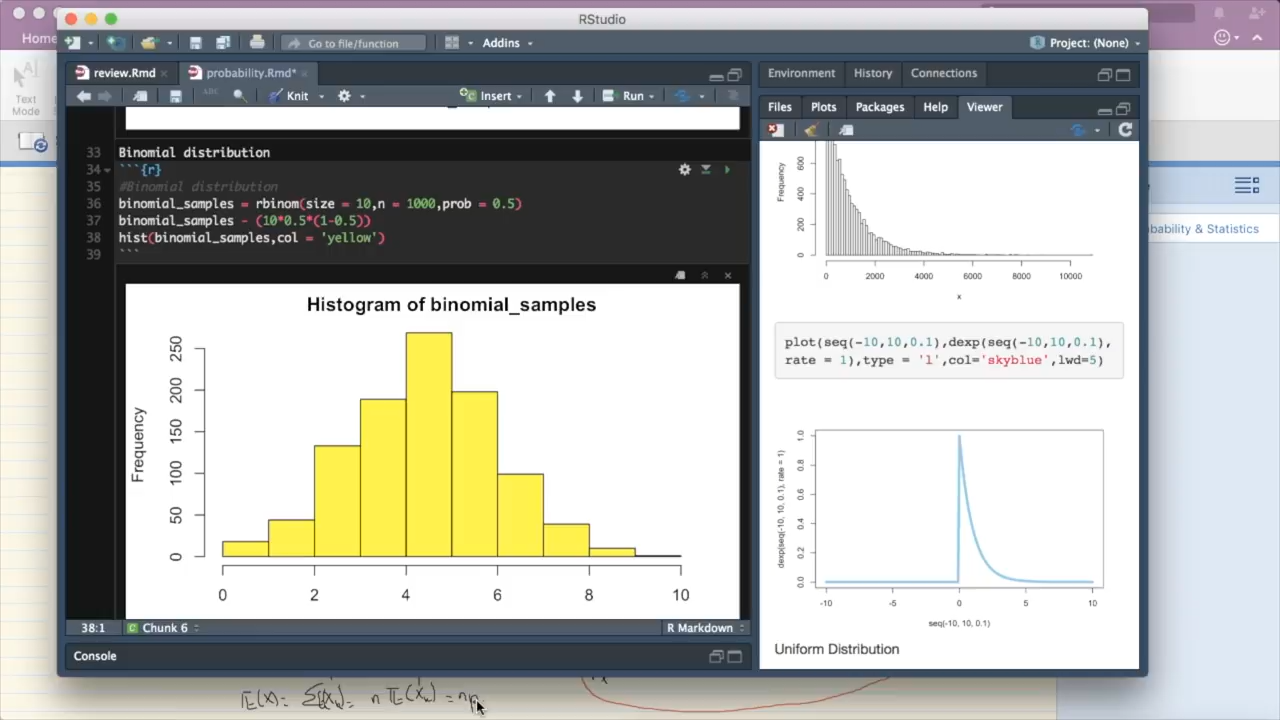 RStudio
Home
Text
Mode
Go to file/function
Addins
Project: (None)
review.Rmd
probability.Rmd*
ABC
Knit
Insert
Run
33 Binomial distribution
34 ```{r}
35 #Binomial distribution
36 binomial_samples = rbinom(size = 10,n = 1000,prob = 0.5)
37 binomial_samples - (10*0.5*(1-0.5))
38 hist(binomial_samples,col = 'yellow')
39 ```
Histogram of binomial_samples
Frequency
0 50 100 150 200 250
0 2 4 6 8 10
38:1
Chunk 6
R Markdown
Console
Environment
History
Connections
Files
Plots
Packages
Help
Viewer
Frequency
0 200 400 600
0 2000 4000 6000 8000 10000
x
plot(seq(-10,10,0.1),dexp(seq(-10,10,0.1),
rate = 1),type = 'l',col='skyblue',lwd=5)
dexp(seq(-10, 10, 0.1), rate = 1)
0.0 0.2 0.4 0.6 0.8 1.0
-10 -5 0 5 10
seq(-10, 10, 0.1)
Uniform Distribution
bability & Statistics